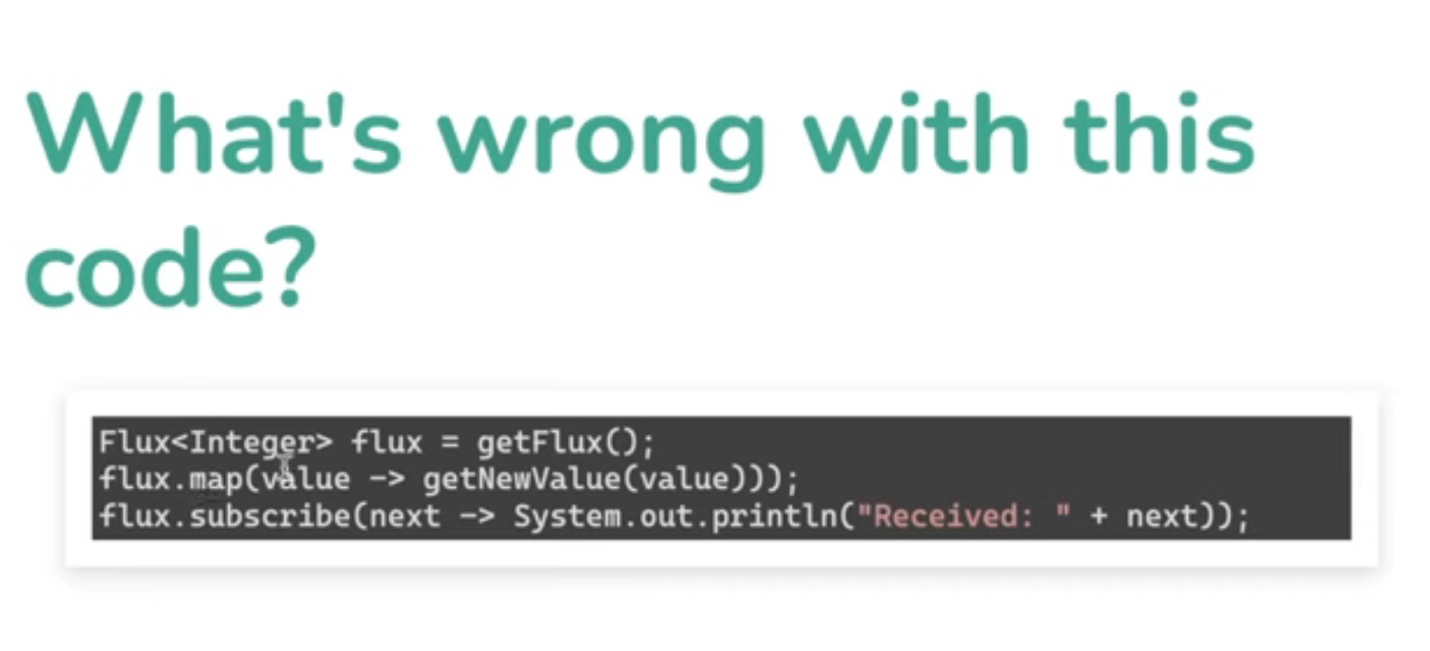 What's wrong with this
code?
Flux<Integer> flux = getFlux();
flux.map(value -> getNewValue(value)));
flux.subscribe(next -> System.out.println("Received: " + next));